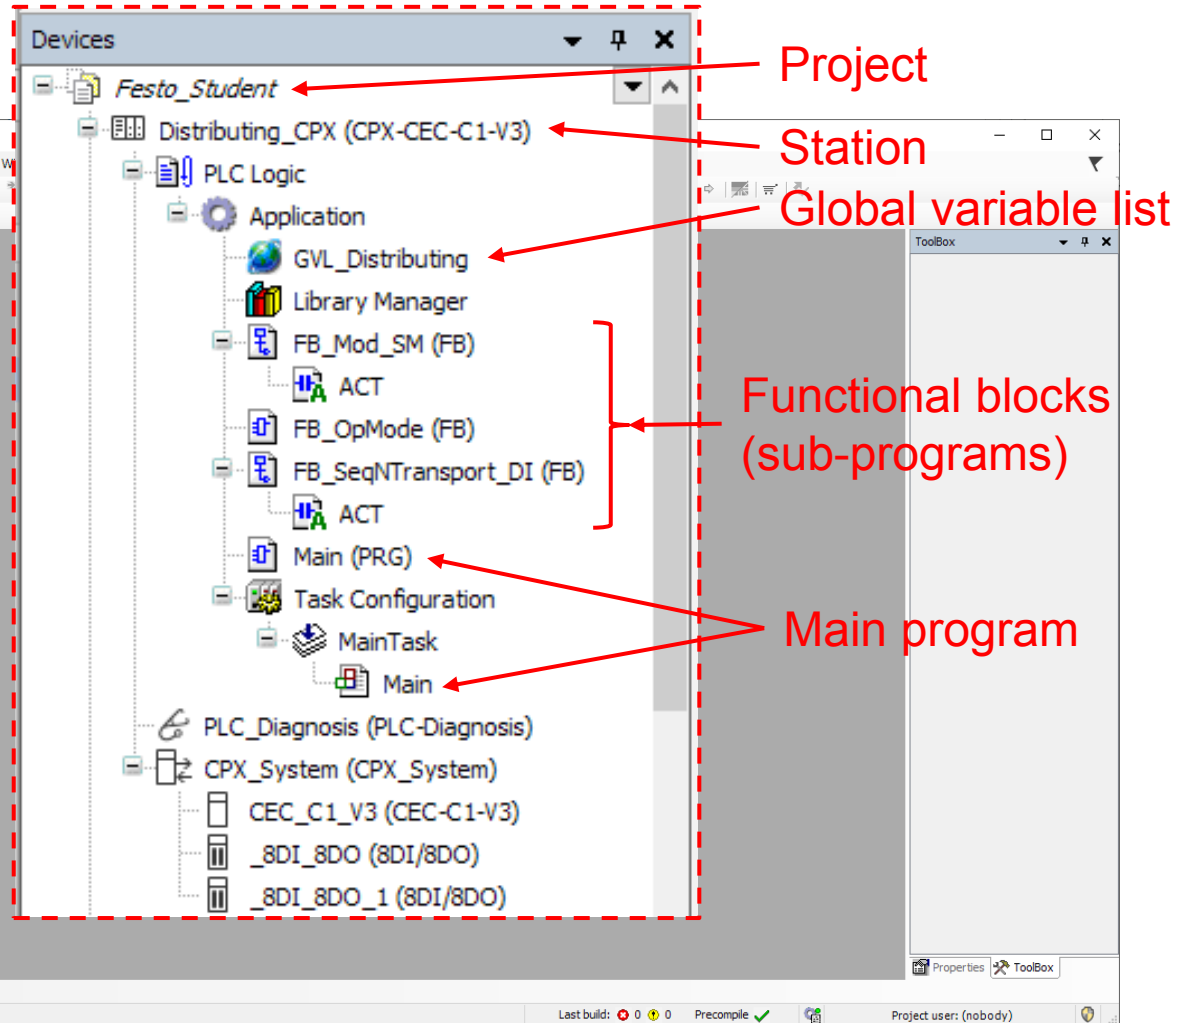 Devices
Project
Festo_Student
Distributing_CPX (CPX-CEC-C1-V3)
Station
W
PLC Logic
Global variable list
Application
ToolBox
GVL_Distributing
Library Manager
FB_Mod_SM (FB)
ACT
Functional blocks
(sub-programs)
FB_OpMode (FB)
FB_SeqNTransport_DI (FB)
ACT
Main (PRG)
Task Configuration
Main program
MainTask
Main
PLC_Diagnosis (PLC-Diagnosis)
CPX_System (CPX_System)
CEC_C1_V3 (CEC-C1-V3)
_8DI_8DO (8DI/8DO)
_8DI_8DO_1 (8DI/8DO)
Properties ToolBox
Last build: 0 0 Precompile Project user: (nobody)